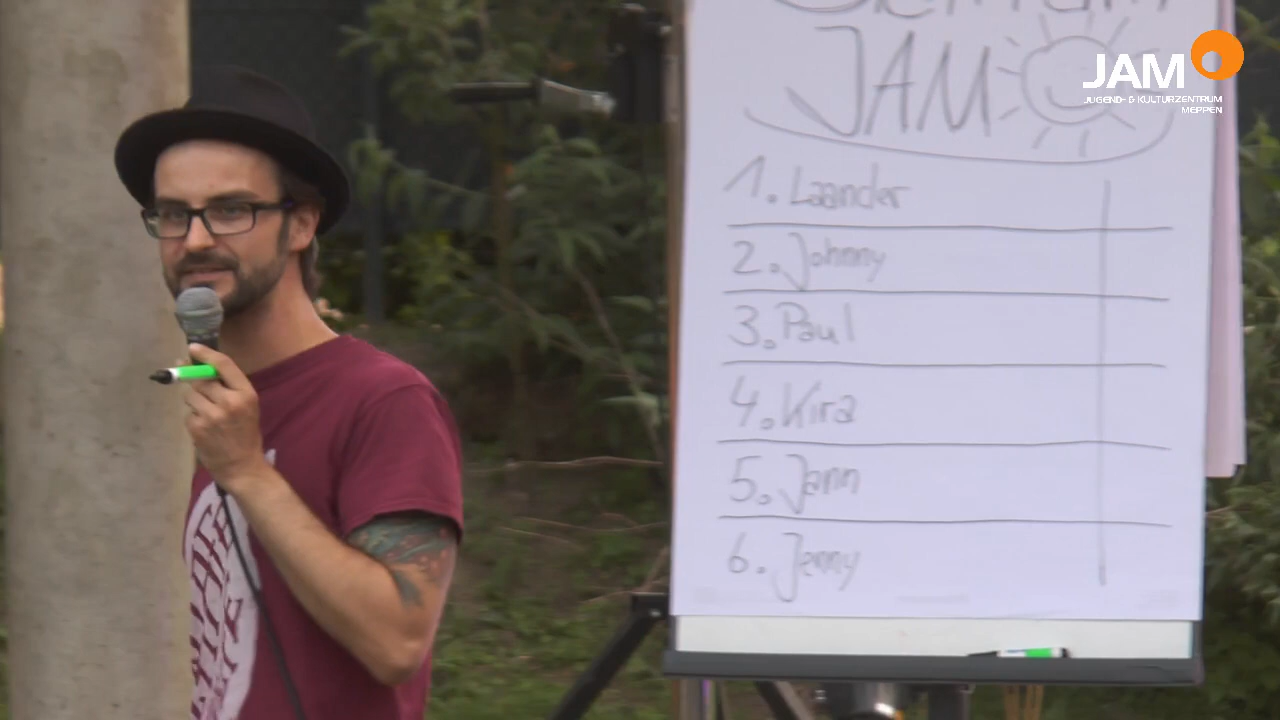 JAM
JAM
JUGEND- & KULTURZENTRUM
MEPPEN
1. Laander
2. Johnny
3. Paul
4. Kira
5. Jann
6. Jenny